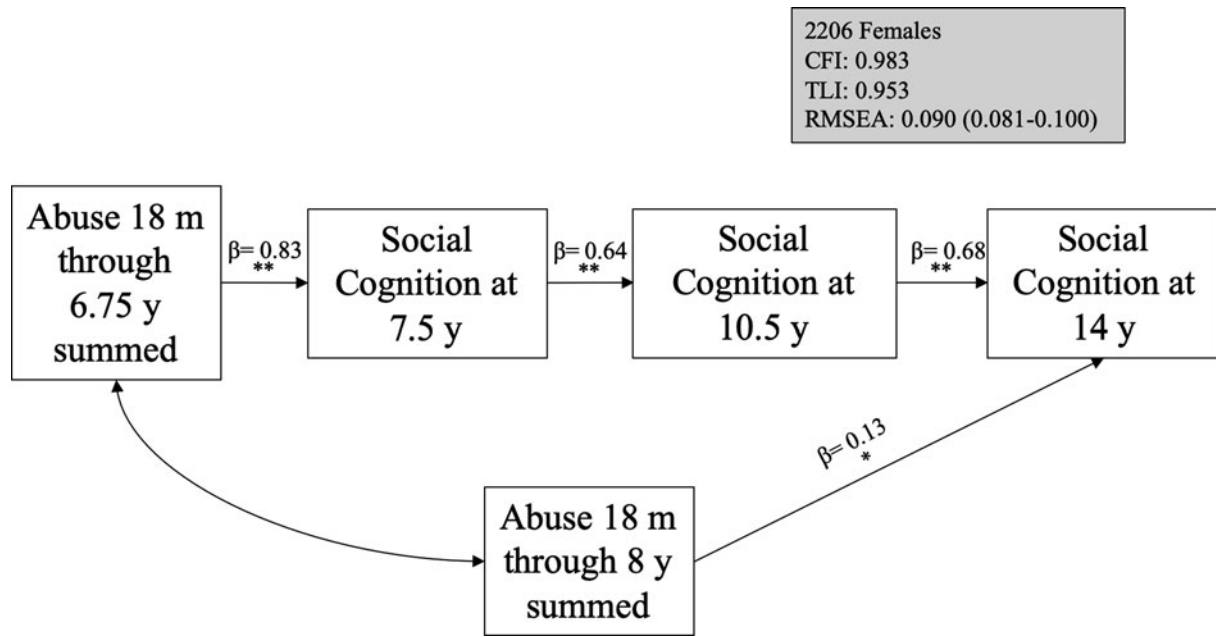 2206 Females
CFI: 0.983
TLI: 0.953
RMSEA: 0.090 (0.081-0.100)
Abuse 18 m
through
6.75 y
summed
β= 0.83
**
Social
Cognition at
7.5 y
β= 0.64
**
Social
Cognition at
10.5 y
β= 0.68
**
Social
Cognition at
14 y
β= 0.13
*
Abuse 18 m
through 8 y
summed